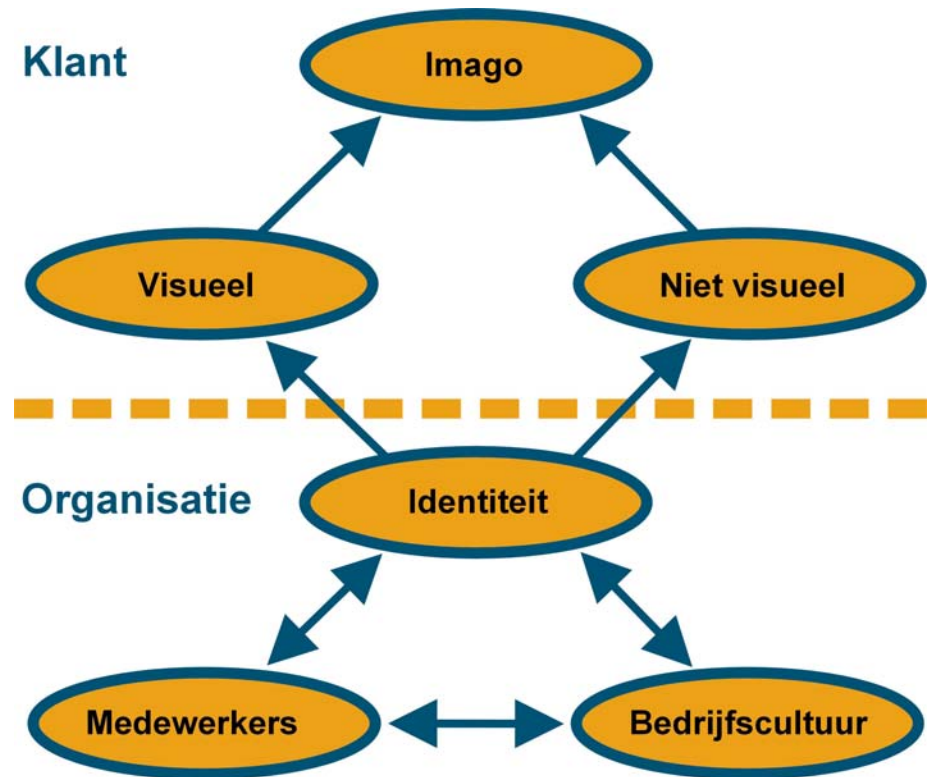 Klant
Imago
Visueel
Niet visueel
Organisatie
Identiteit
Medewerkers
Bedrijfscultuur